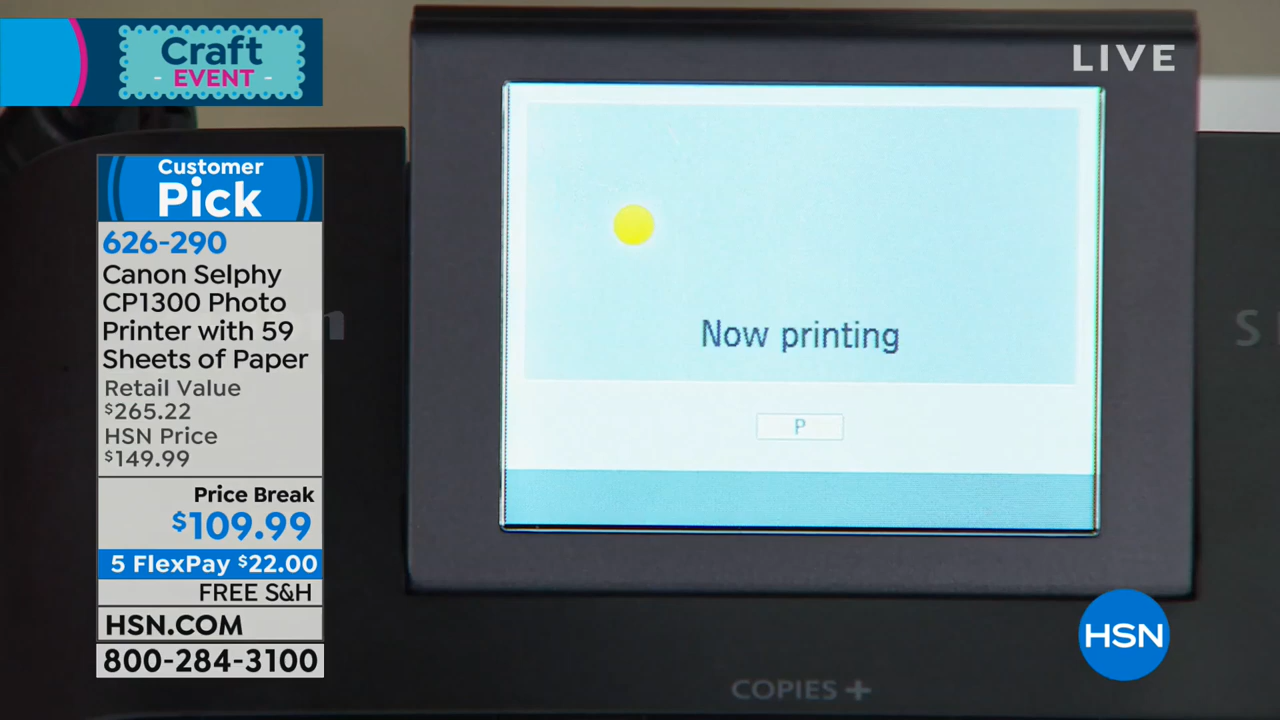 Craft
- EVENT -
LIVE
Customer
Pick
626-290
Canon Selphy
CP1300 Photo
Printer with 59
Sheets of Paper
Retail Value
$265.22
HSN Price
$149.99
Price Break
$109.99
5 FlexPay $22.00
FREE S&H
HSN.COM
800-284-3100
Now printing
P
HSN
COPIES +